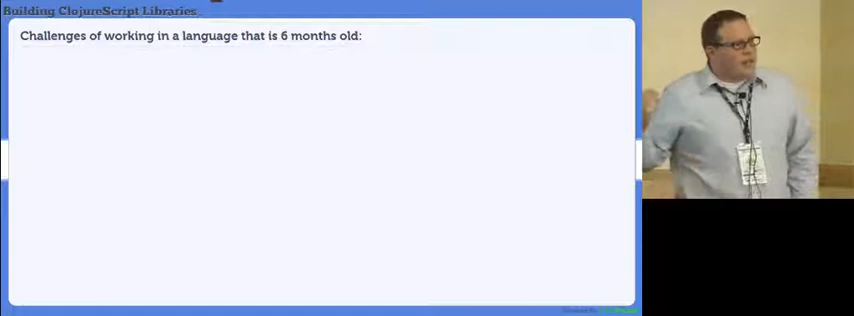 Building ClojureScript Libraries
Challenges of working in a language that is 6 months old: